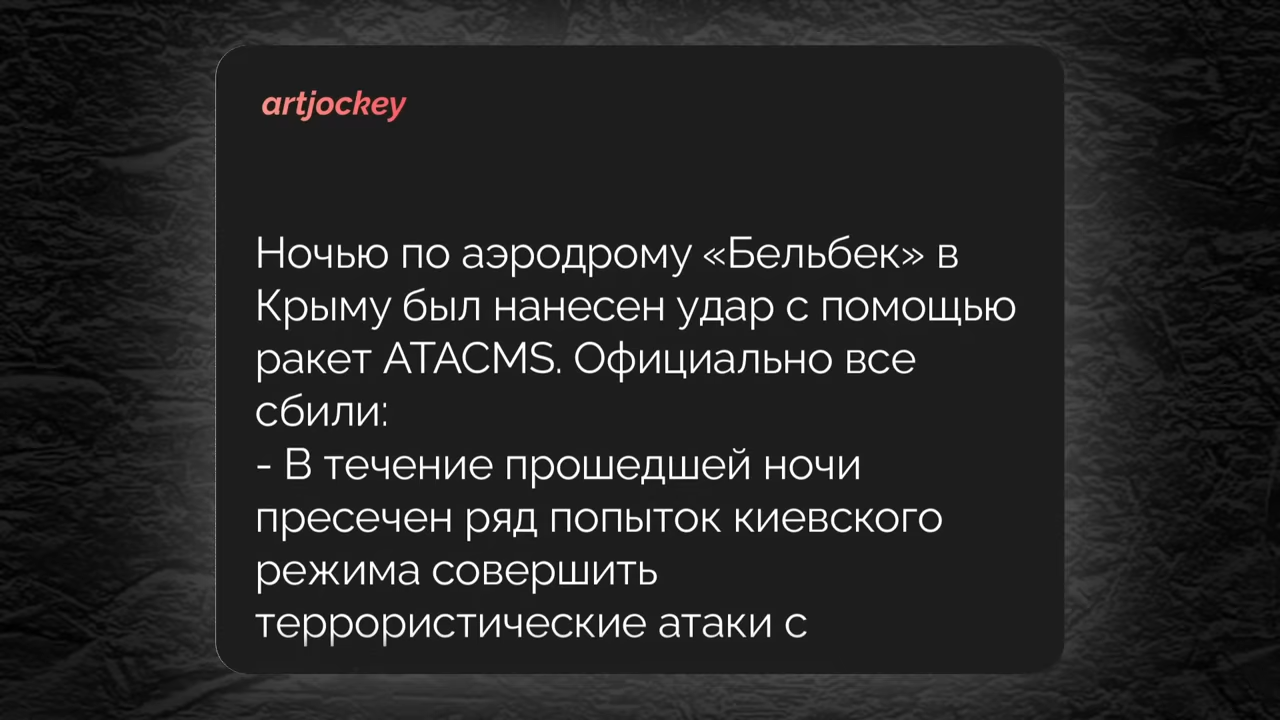 artjockey
Ночью по аэродрому «Бельбек» в
Крыму был нанесен удар с помощью
ракет ATACMS. Официально все
сбили:
- В течение прошедшей ночи
пресечен ряд попыток киевского
режима совершить
террористические атаки с